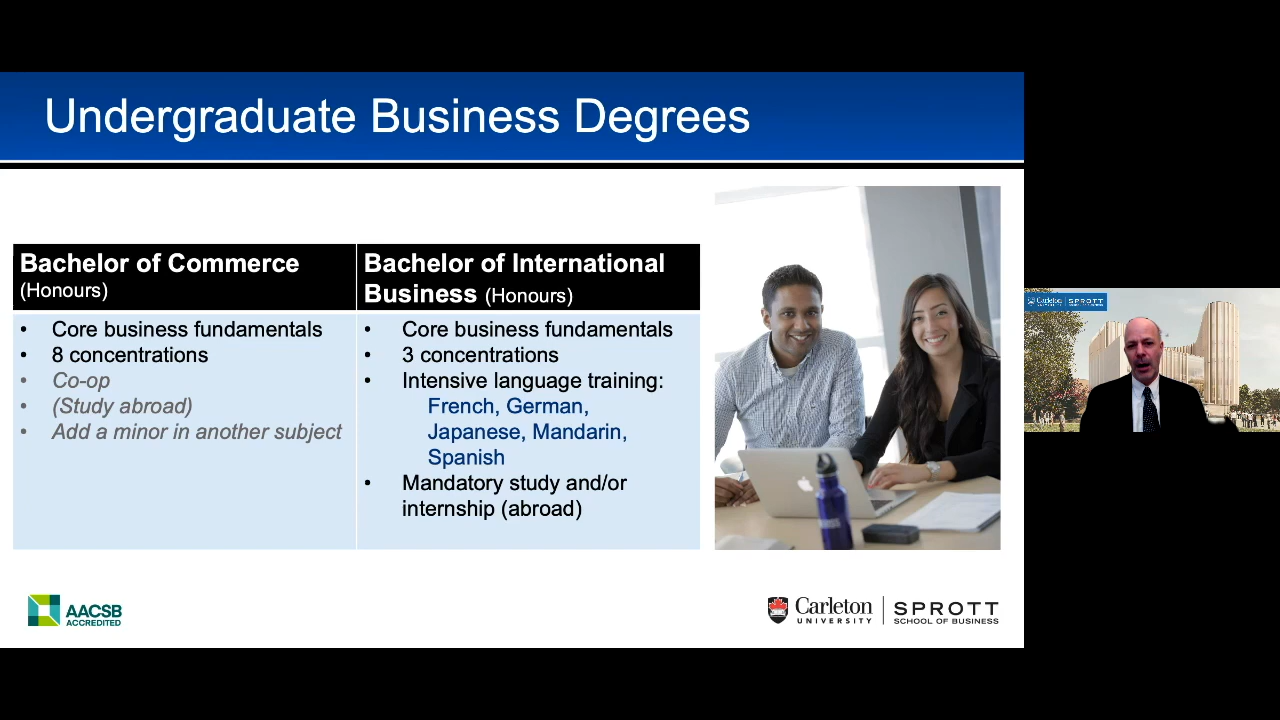 Undergraduate Business Degrees
Bachelor of Commerce
(Honours)
• Core business fundamentals
• 8 concentrations
• Co-op
• (Study abroad)
• Add a minor in another subject
Bachelor of International
Business (Honours)
• Core business fundamentals
• 3 concentrations
• Intensive language training:
French, German,
Japanese, Mandarin,
Spanish
• Mandatory study and/or
internship (abroad)
AACSB
ACCREDITED
Carleton
UNIVERSITY
SPROTT
SCHOOL OF BUSINESS
Carleton
SPROTT